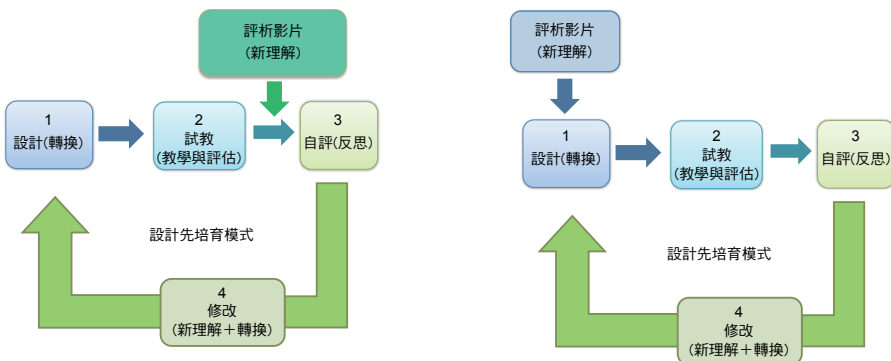 評析影片
(新理解)
1
設計(轉換)
2
試教
(教學與評估)
3
自評(反思)
設計先培育模式
4
修改
(新理解＋轉換)
評析影片
(新理解)
1
設計(轉換)
2
試教
(教學與評估)
3
自評(反思)
設計先培育模式
4
修改
(新理解＋轉換)